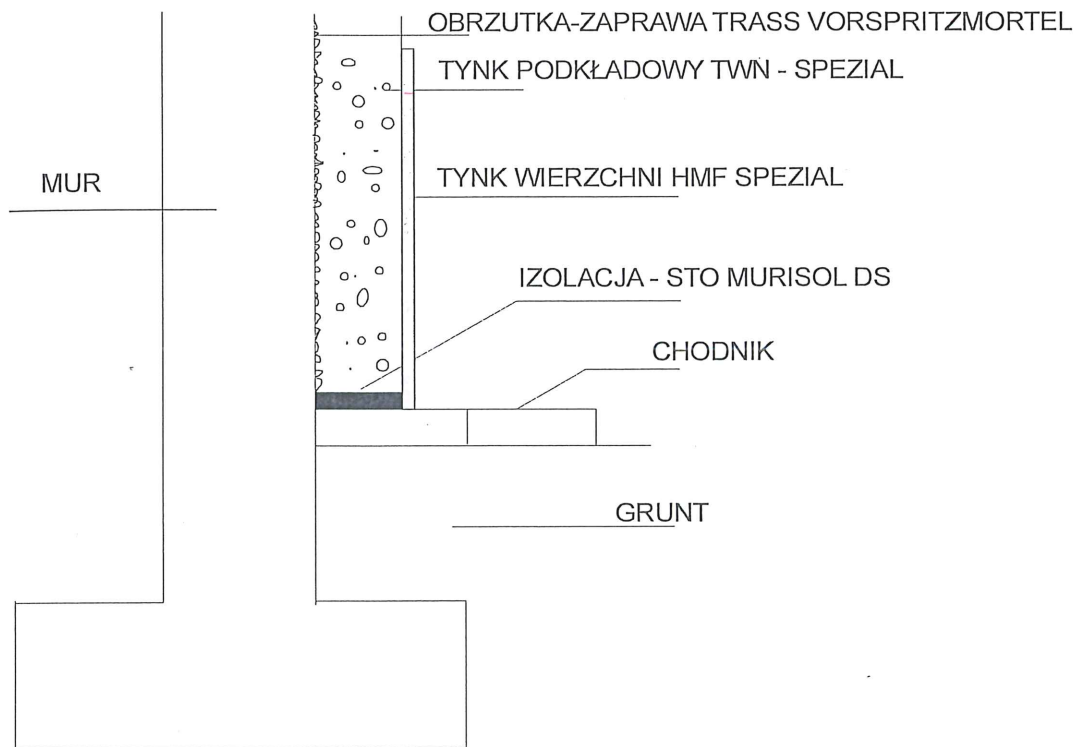 OBRZUTKA-ZAPRAWA TRASS VORSPRITZMORTEL
TYNK PODKŁADOWY TWN - SPEZIAL
MUR
TYNK WIERZCHNI HMF SPEZIAL
IZOLACJA - STO MURISOL DS
CHODNIK
GRUNT